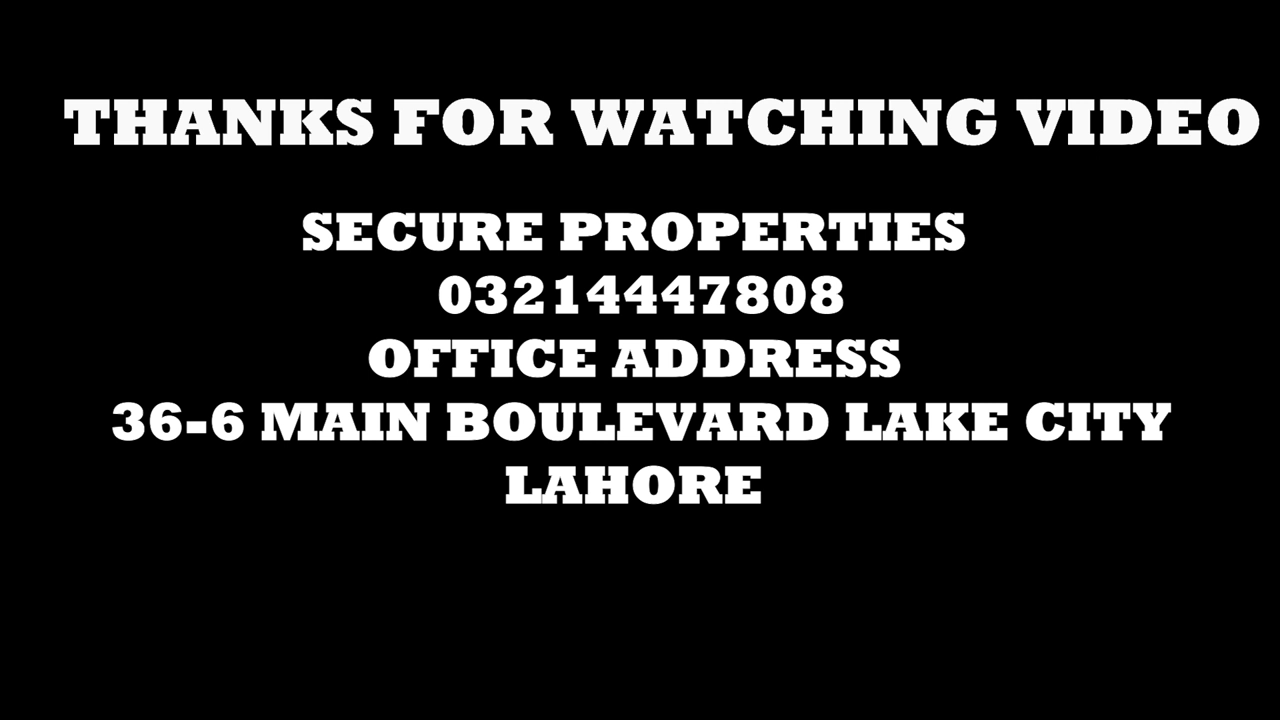 THANKS FOR WATCHING VIDEO
SECURE PROPERTIES
03214447808
OFFICE ADDRESS
36-6 MAIN BOULEVARD LAKE CITY
LAHORE